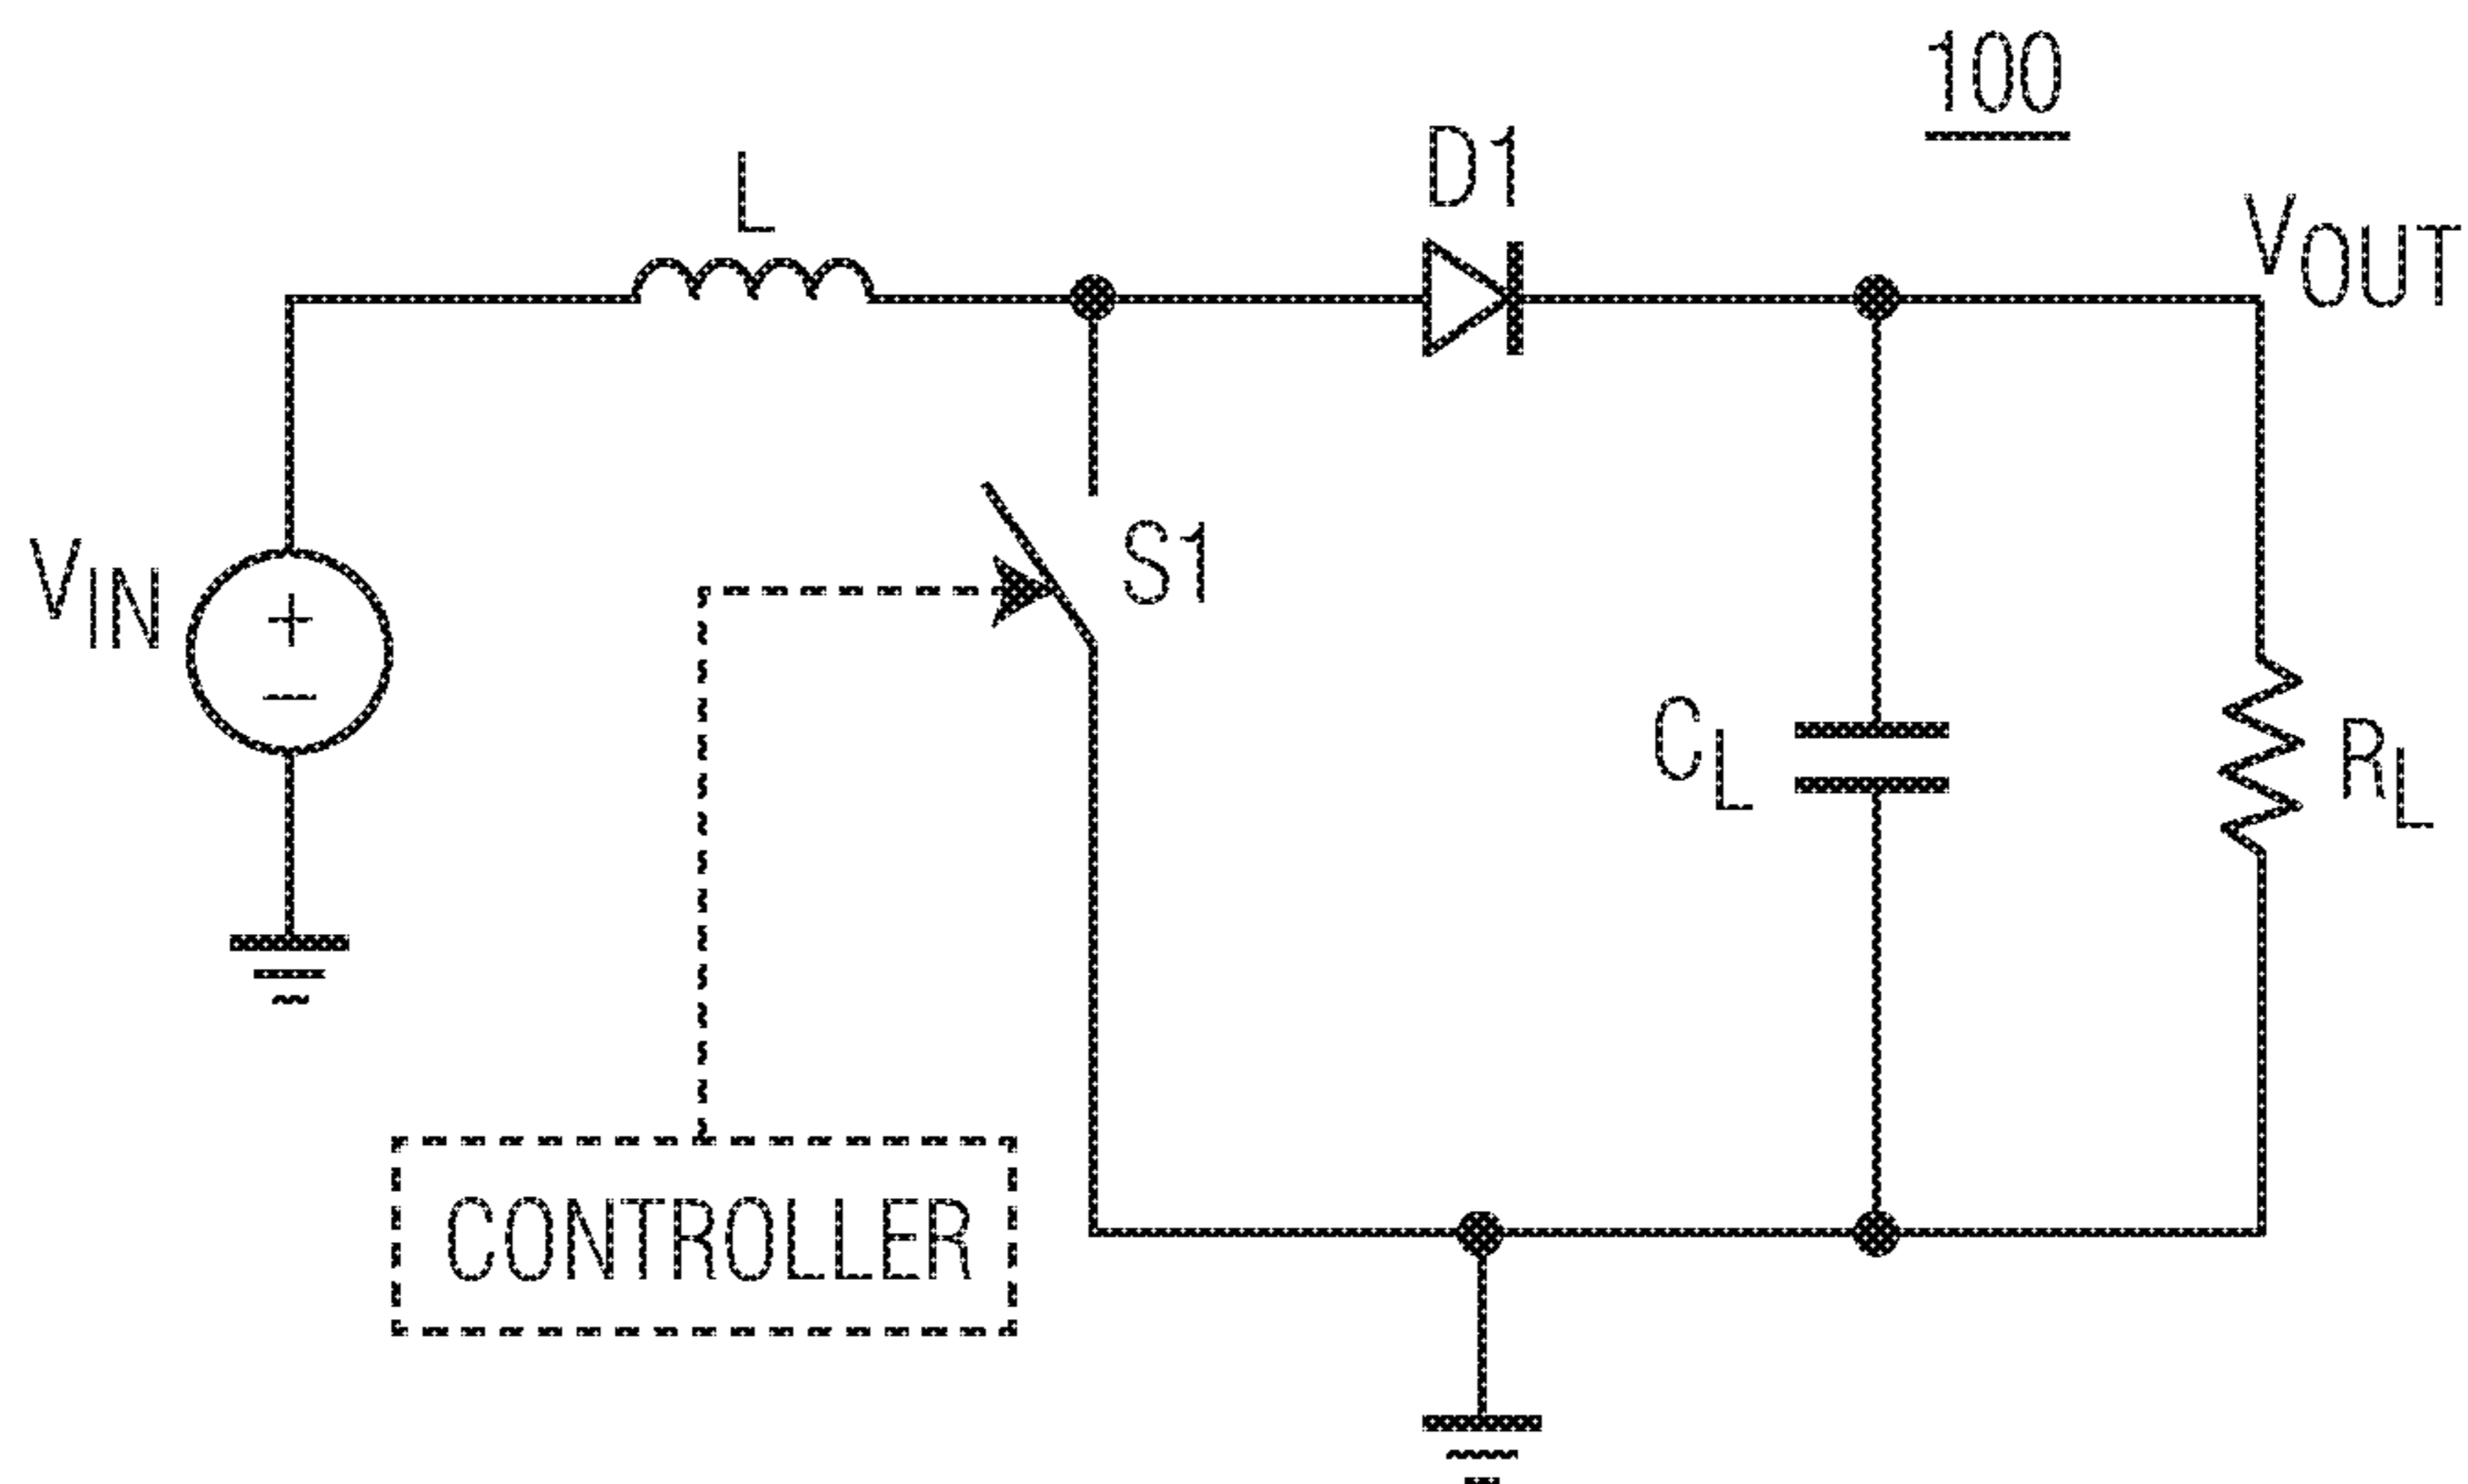 100
D1
L
VOUT
VIN
+
−
S1
CL
RL
CONTROLLER